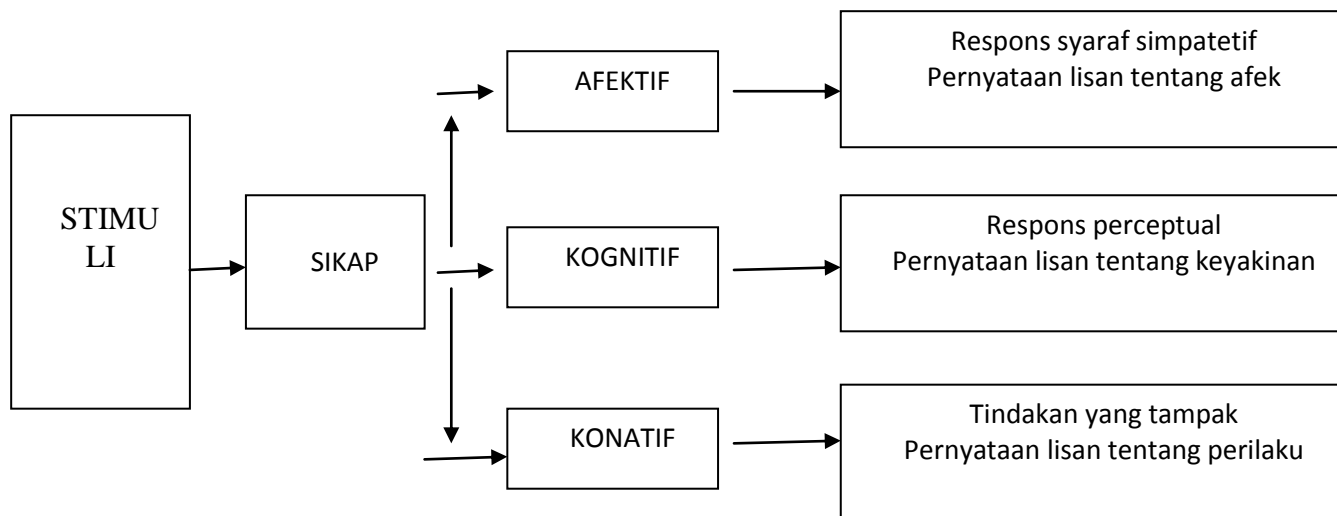 STIMU
LI
SIKAP
AFEKTIF
Respons syaraf simpatetif
Pernyataan lisan tentang afek
KOGNITIF
Respons perceptual
Pernyataan lisan tentang keyakinan
KONATIF
Tindakan yang tampak
Pernyataan lisan tentang perilaku